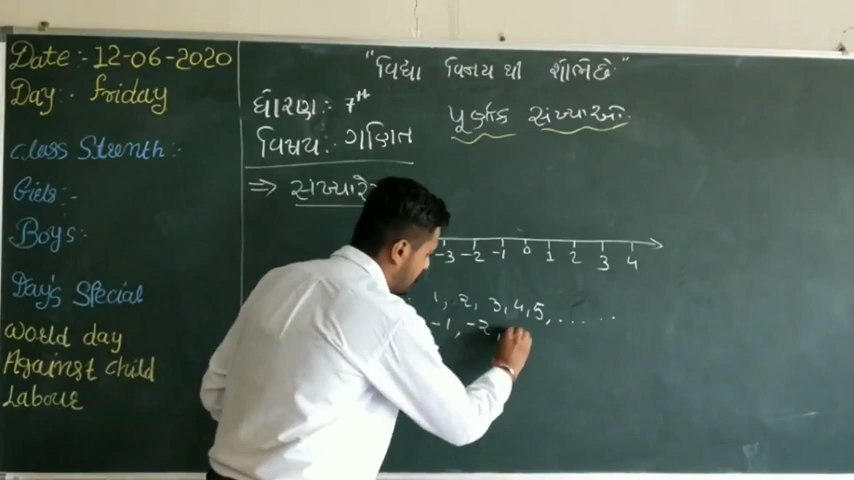 Date:- 12-06-2020
Day:- friday
class Strenth:-
Girls:-
Boys:
Day's Special
World day
Against child
Labour
"વિદ્યા વિનય થી શોભે છે"
ધોરણ: 7th
વિષય: ગણિત
પૂર્ણાંક સંખ્યાઓ
⇒
-3 -2 -1 0 1 2 3 4
1, 2, 3, 4, 5, ......
-1, -2,